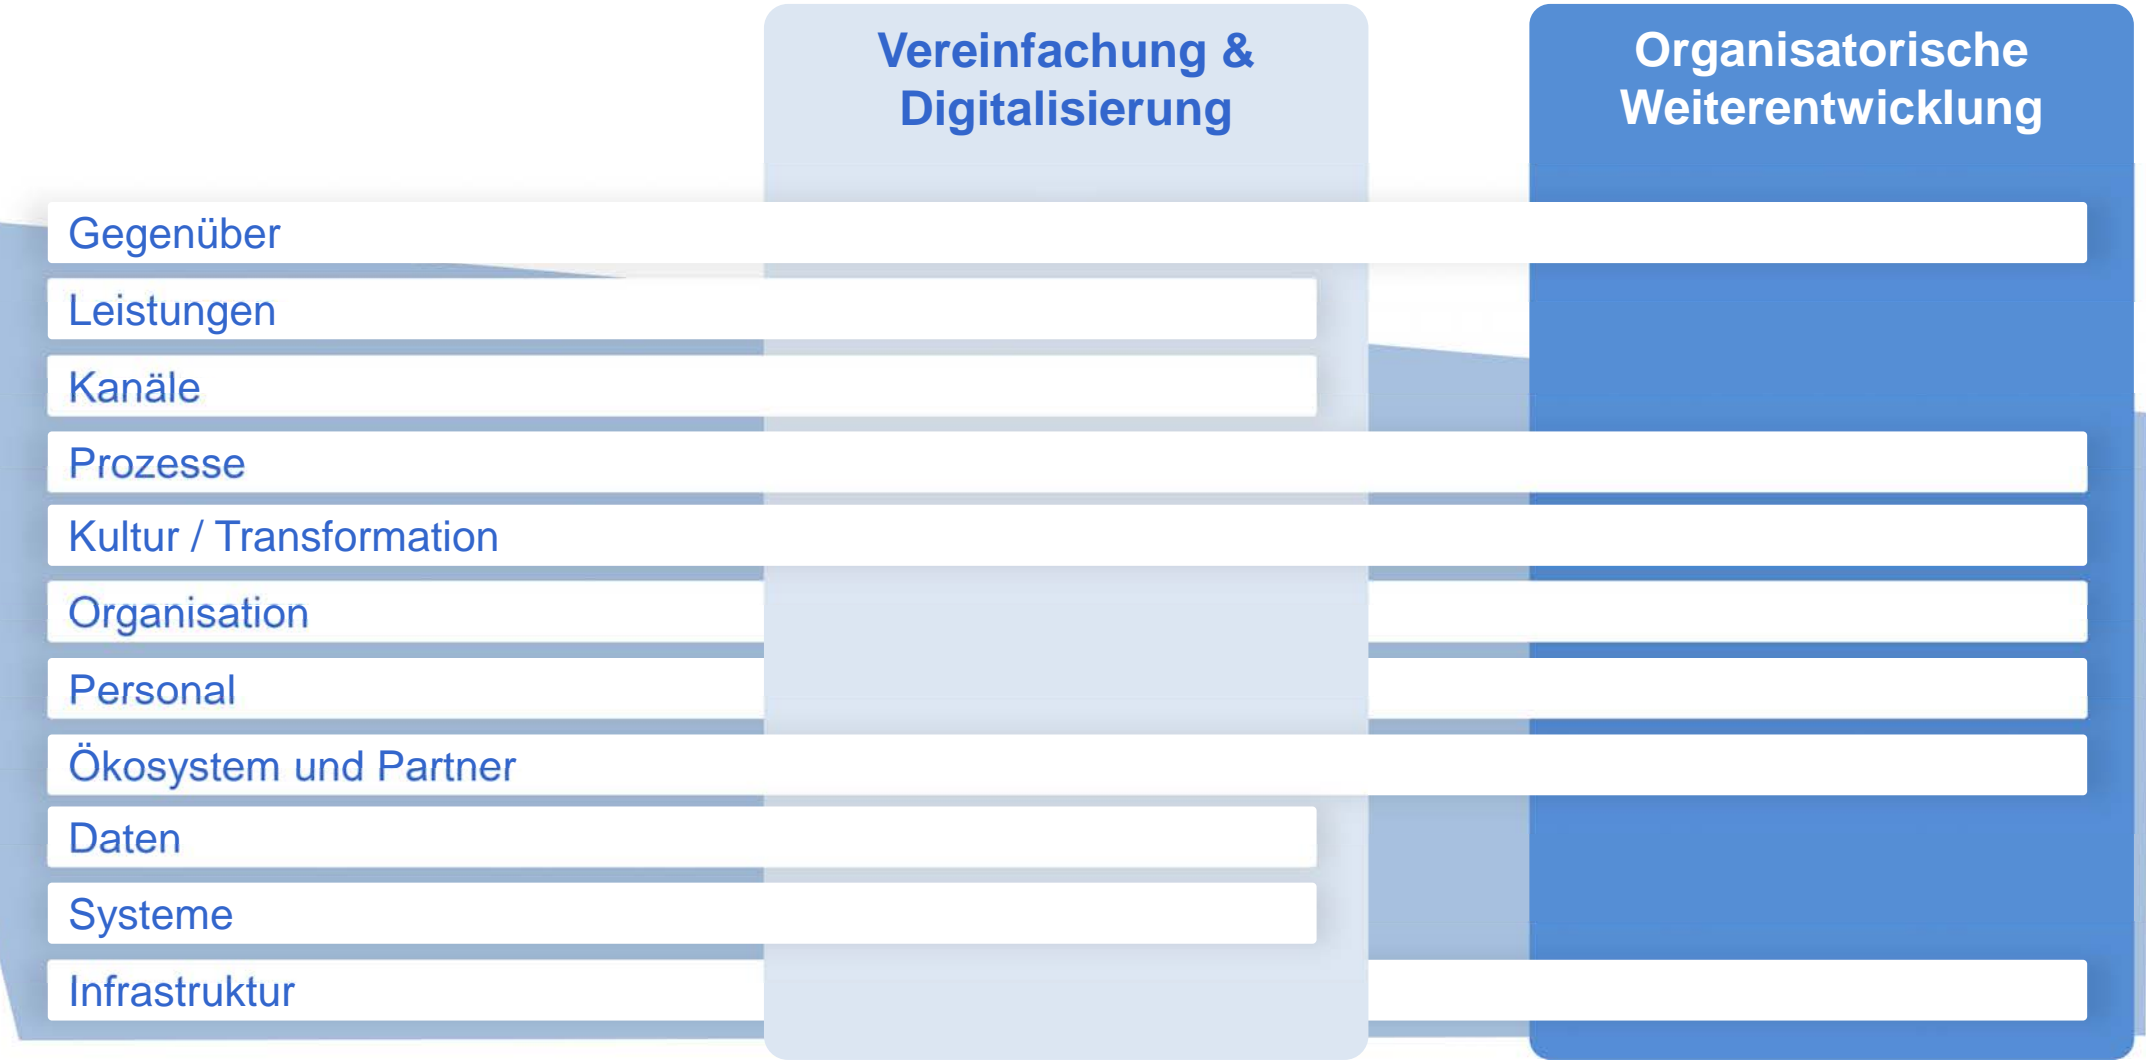 Vereinfachung &
Digitalisierung
Organisatorische
Weiterentwicklung
Gegenüber
Leistungen
Kanäle
Prozesse
Kultur / Transformation
Organisation
Personal
Ökosystem und Partner
Daten
Systeme
Infrastruktur